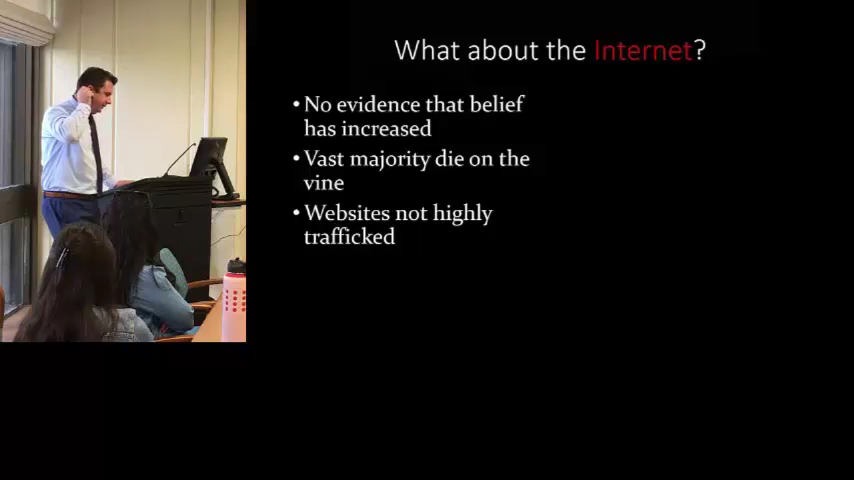 What about the Internet?
• No evidence that belief
has increased
• Vast majority die on the
vine
• Websites not highly
trafficked